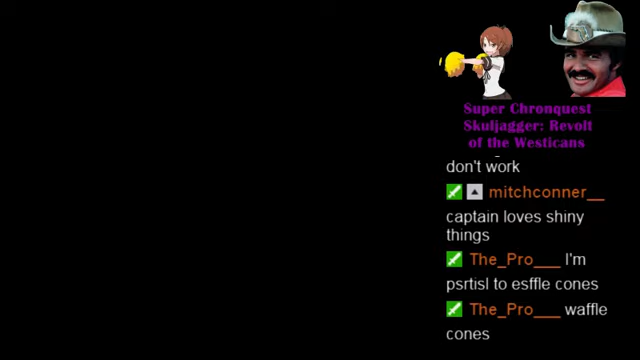 Super Chronquest
Skuljagger: Revolt
of the Westicans
don't work
mitchconner__
captain loves shiny
things
The_Pro___ I'm
psrtisl to esffle cones
The_Pro___ waffle
cones